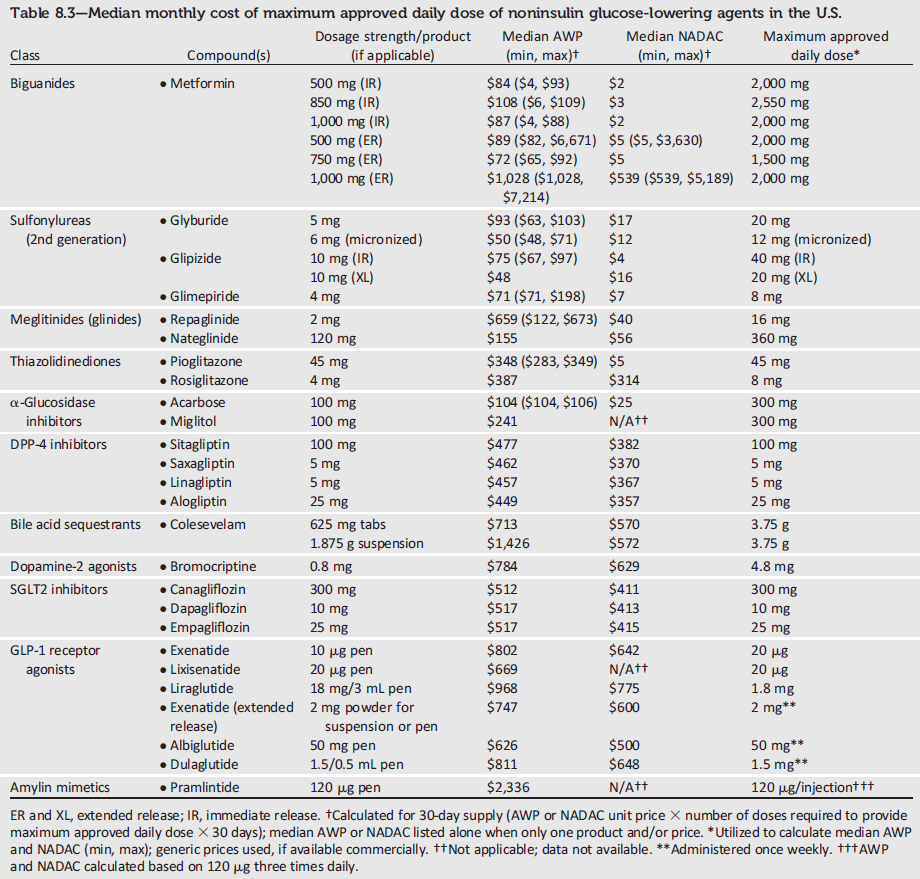 Table 8.3—Median monthly cost of maximum approved daily dose of noninsulin glucose-lowering agents in the U.S.
Class Compound(s) Dosage strength/product (if applicable) Median AWP (min, max)† Median NADAC (min, max)† Maximum approved daily dose*
Biguanides • Metformin 500 mg (IR) $84 ($4, $93) $2 2,000 mg
850 mg (IR) $108 ($6, $109) $3 2,550 mg
1,000 mg (IR) $87 ($4, $88) $2 2,000 mg
500 mg (ER) $89 ($82, $6,671) $5 ($5, $3,630) 2,000 mg
750 mg (ER) $72 ($65, $92) $5 1,500 mg
1,000 mg (ER) $1,028 ($1,028, $539 ($539, $5,189) 2,000 mg
$7,214)
Sulfonylureas • Glyburide 5 mg $93 ($63, $103) $17 20 mg
(2nd generation) 6 mg (micronized) $50 ($48, $71) $12 12 mg (micronized)
• Glipizide 10 mg (IR) $75 ($67, $97) $4 40 mg (IR)
10 mg (XL) $48 $16 20 mg (XL)
• Glimepiride 4 mg $71 ($71, $198) $7 8 mg
Meglitinides (glinides) • Repaglinide 2 mg $659 ($122, $673) $40 16 mg
• Nateglinide 120 mg $155 $56 360 mg
Thiazolidinediones • Pioglitazone 45 mg $348 ($283, $349) $5 45 mg
• Rosiglitazone 4 mg $387 $314 8 mg
α-Glucosidase • Acarbose 100 mg $104 ($104, $106) $25 300 mg
inhibitors • Miglitol 100 mg $241 N/A†† 300 mg
DPP-4 inhibitors • Sitagliptin 100 mg $477 $382 100 mg
• Saxagliptin 5 mg $462 $370 5 mg
• Linagliptin 5 mg $457 $367 5 mg
• Alogliptin 25 mg $449 $357 25 mg
Bile acid sequestrants • Colesevelam 625 mg tabs $713 $570 3.75 g
1.875 g suspension $1,426 $572 3.75 g
Dopamine-2 agonists • Bromocriptine 0.8 mg $784 $629 4.8 mg
SGLT2 inhibitors • Canagliflozin 300 mg $512 $411 300 mg
• Dapagliflozin 10 mg $517 $413 10 mg
• Empagliflozin 25 mg $517 $415 25 mg
GLP-1 receptor • Exenatide 10 μg pen $802 $642 20 μg
agonists • Lixisenatide 20 μg pen $669 N/A†† 20 μg
• Liraglutide 18 mg/3 mL pen $968 $775 1.8 mg
• Exenatide (extended 2 mg powder for $747 $600 2 mg**
release) suspension or pen
• Albiglutide 50 mg pen $626 $500 50 mg**
• Dulaglutide 1.5/0.5 mL pen $811 $648 1.5 mg**
Amylin mimetics • Pramlintide 120 μg pen $2,336 N/A†† 120 μg/injection†††
ER and XL, extended release; IR, immediate release. †Calculated for 30-day supply (AWP or NADAC unit price × number of doses required to provide
maximum approved daily dose × 30 days); median AWP or NADAC listed alone when only one product and/or price. *Utilized to calculate median AWP
and NADAC (min, max); generic prices used, if available commercially. ††Not applicable; data not available. **Administered once weekly. †††AWP
and NADAC calculated based on 120 μg three times daily.